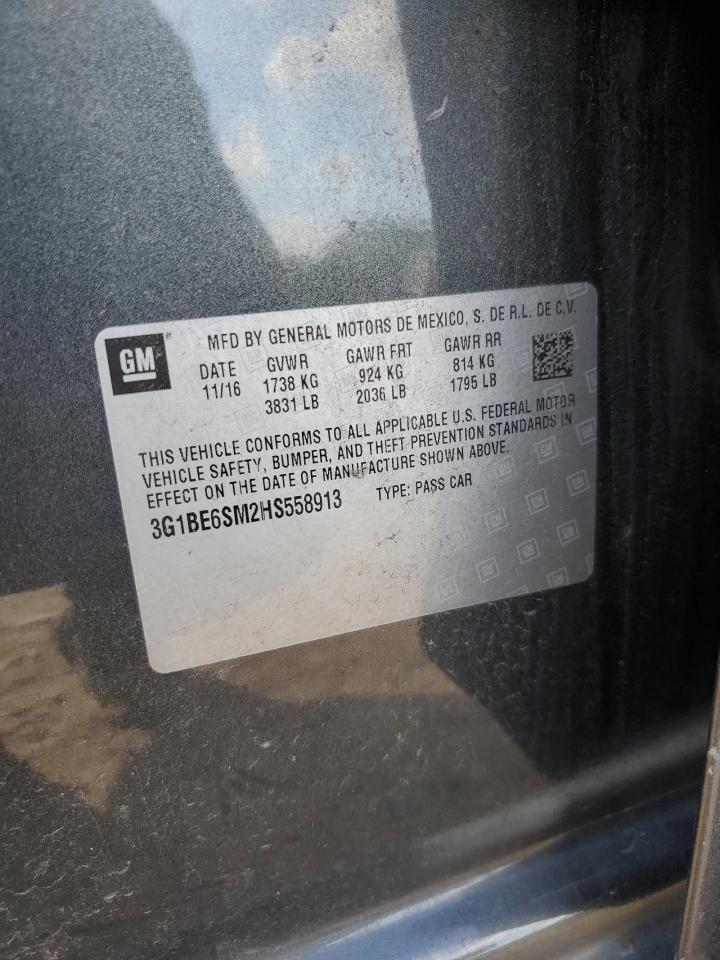 GM®
MFD BY GENERAL MOTORS DE MEXICO, S. DE R.L. DE C.V.
DATE GVWR GAWR FRT GAWR RR
11/16 1738 KG 924 KG 814 KG
3831 LB 2036 LB 1795 LB
THIS VEHICLE CONFORMS TO ALL APPLICABLE U.S. FEDERAL MOTOR
VEHICLE SAFETY, BUMPER, AND THEFT PREVENTION STANDARDS IN
EFFECT ON THE DATE OF MANUFACTURE SHOWN ABOVE.
3G1BE6SM2HS558913 TYPE: PASS CAR